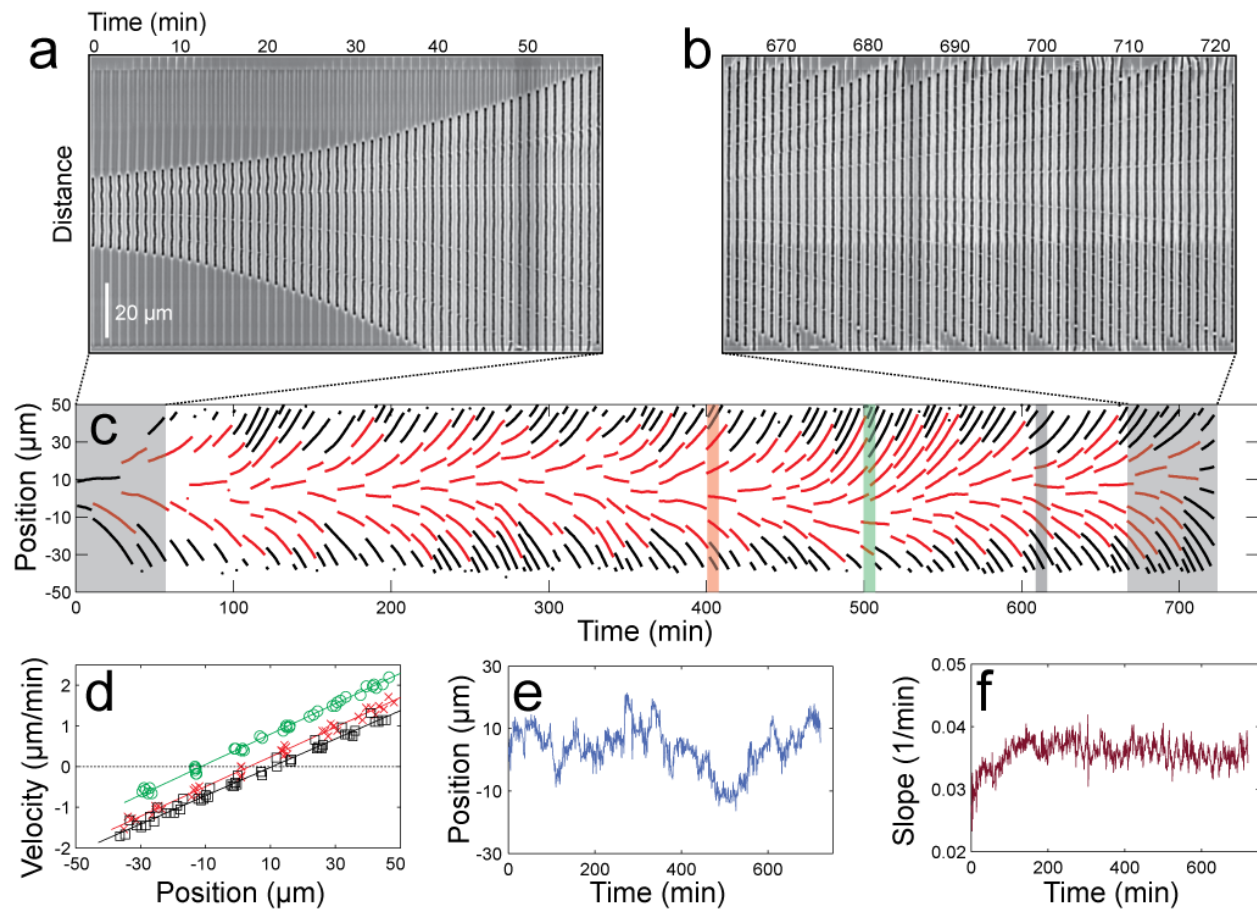 Time (min)
0 10 20 30 40 50
670 680 690 700 710 720
a
b
Distance
20 µm
c
Position (µm)
50
30
10
-10
-30
-50
0 100 200 300 400 500 600 700
Time (min)
d
Velocity (µm/min)
2
1
0
-1
-2
-50 -30 -10 10 30 50
Position (µm)
e
Position (µm)
30
10
-10
-30
0 200 400 600
Time (min)
f
Slope (1/min)
0.05
0.04
0.03
0.02
0 200 400 600
Time (min)